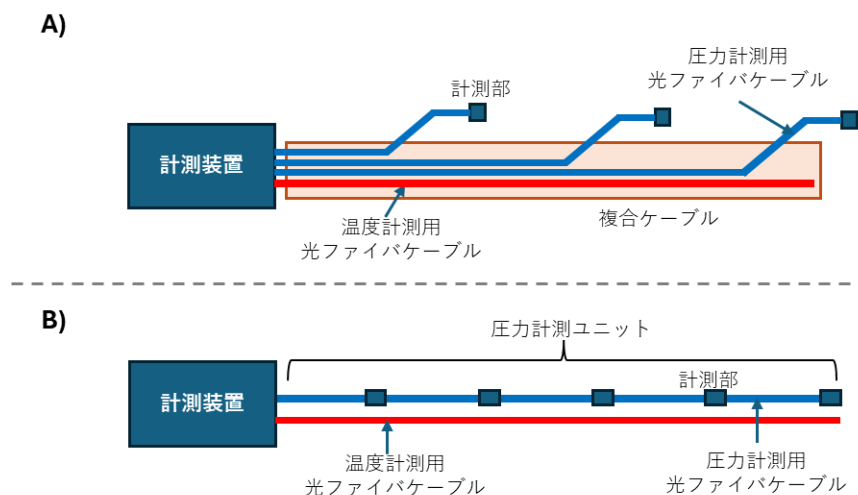 A)
圧力計測用
光ファイバケーブル
計測部
計測装置
温度計測用
光ファイバケーブル
複合ケーブル
B)
圧力計測ユニット
計測装置
計測部
温度計測用
光ファイバケーブル
圧力計測用
光ファイバケーブル